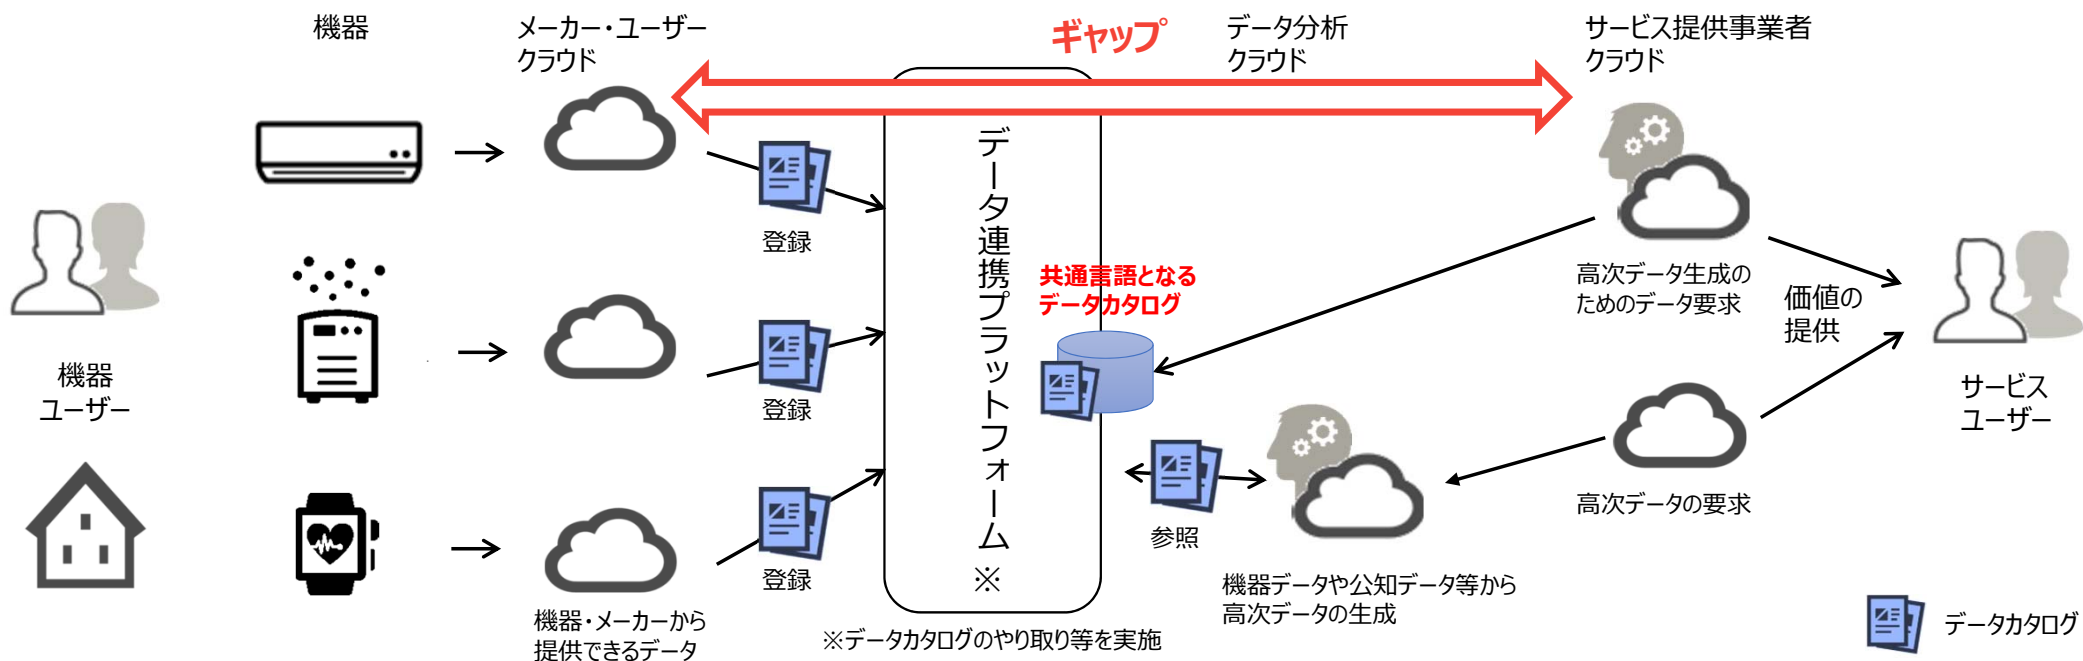 機器
メーカー・ユーザー
クラウド
ギャップ
データ分析
クラウド
サービス提供事業者
クラウド
データ連携プラットフォーム※
登録
登録
登録
機器
ユーザー
共通言語となる
データカタログ
高次データ生成の
ためのデータ要求
価値の
提供
サービス
ユーザー
高次データの要求
参照
機器データや公知データ等から
高次データの生成
機器・メーカーから
提供できるデータ
※データカタログのやり取り等を実施
データカタログ